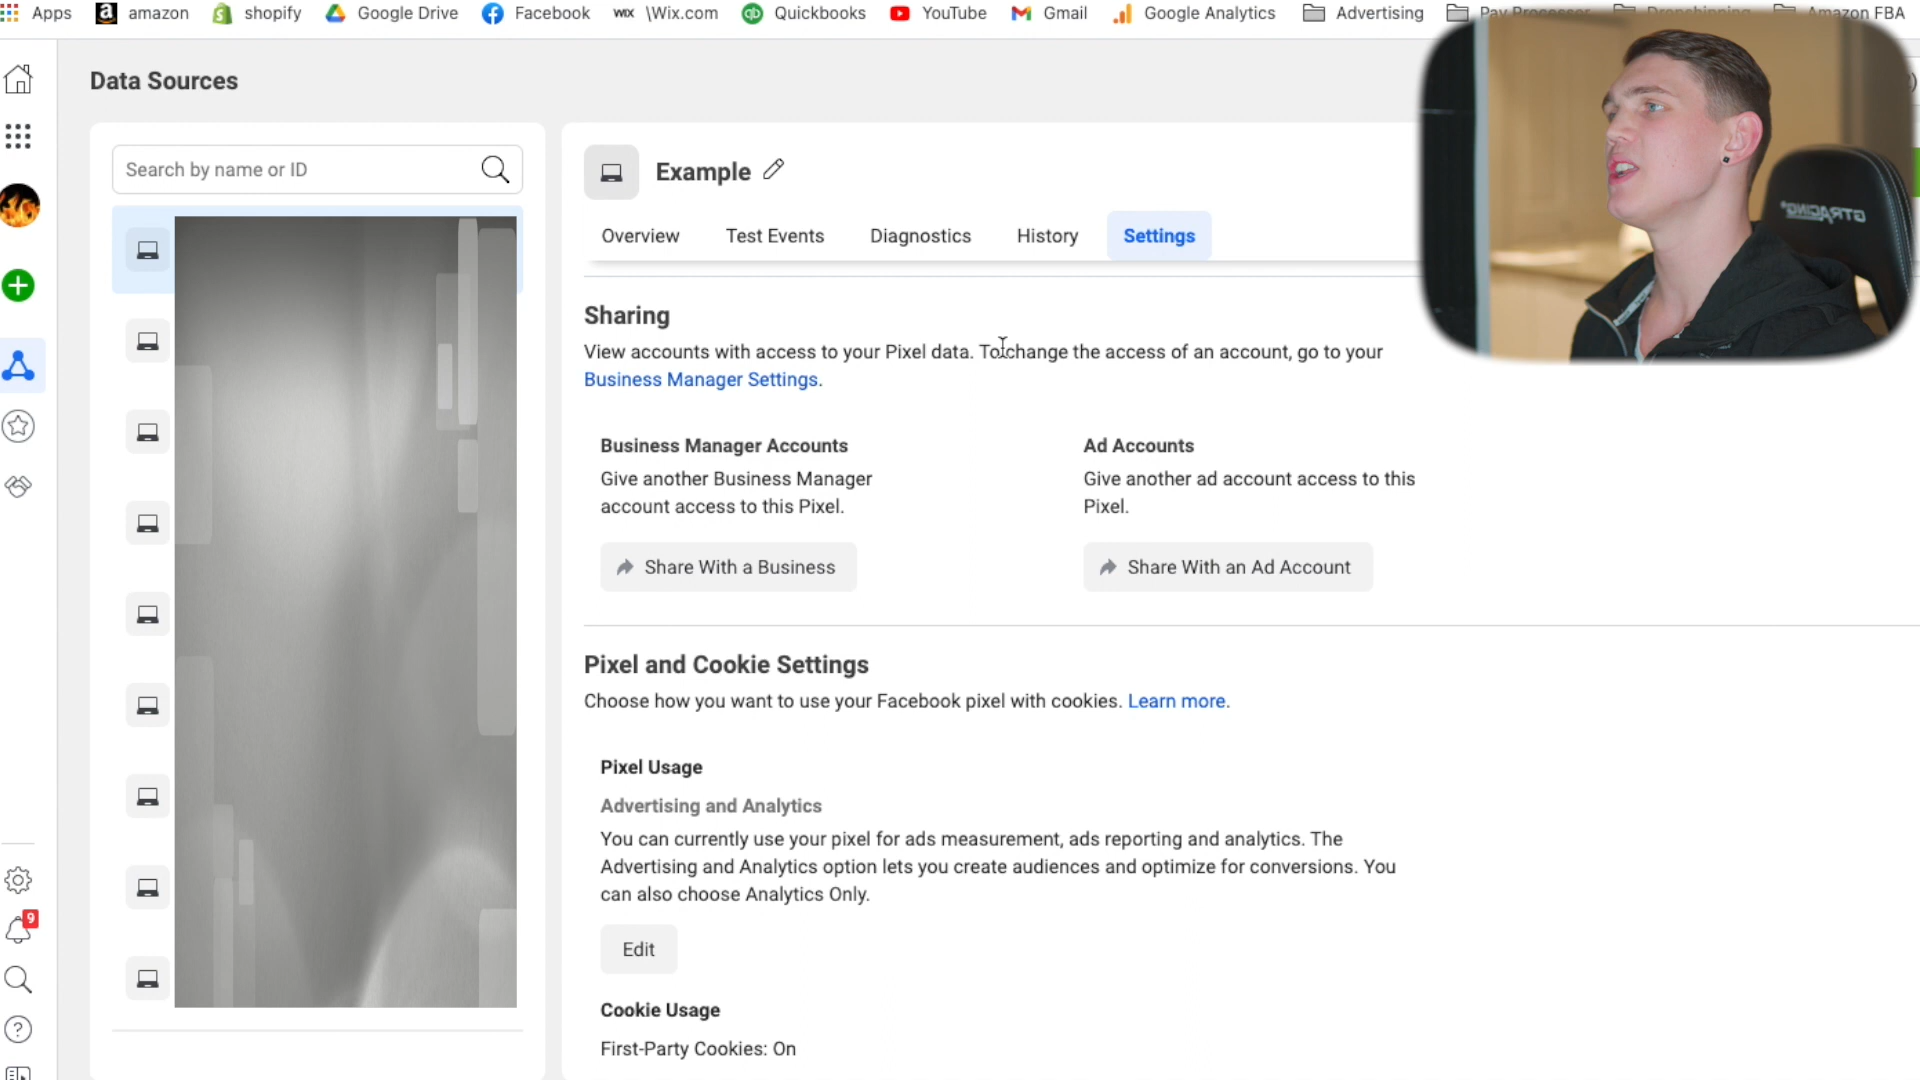 Apps amazon shopify Google Drive Facebook WIX \Wix.com Quickbooks YouTube Gmail Google Analytics Advertising Pay Processor Dropshipping Amazon FBA
Data Sources
Search by name or ID
Example
Overview Test Events Diagnostics History Settings
Sharing
View accounts with access to your Pixel data. To change the access of an account, go to your
Business Manager Settings.
Business Manager Accounts Ad Accounts
Give another Business Manager Give another ad account access to this
account access to this Pixel. Pixel.
Share With a Business Share With an Ad Account
Pixel and Cookie Settings
Choose how you want to use your Facebook pixel with cookies. Learn more.
Pixel Usage
Advertising and Analytics
You can currently use your pixel for ads measurement, ads reporting and analytics. The
Advertising and Analytics option lets you create audiences and optimize for conversions. You
can also choose Analytics Only.
9
Edit
Cookie Usage
First-Party Cookies: On
GTRACING